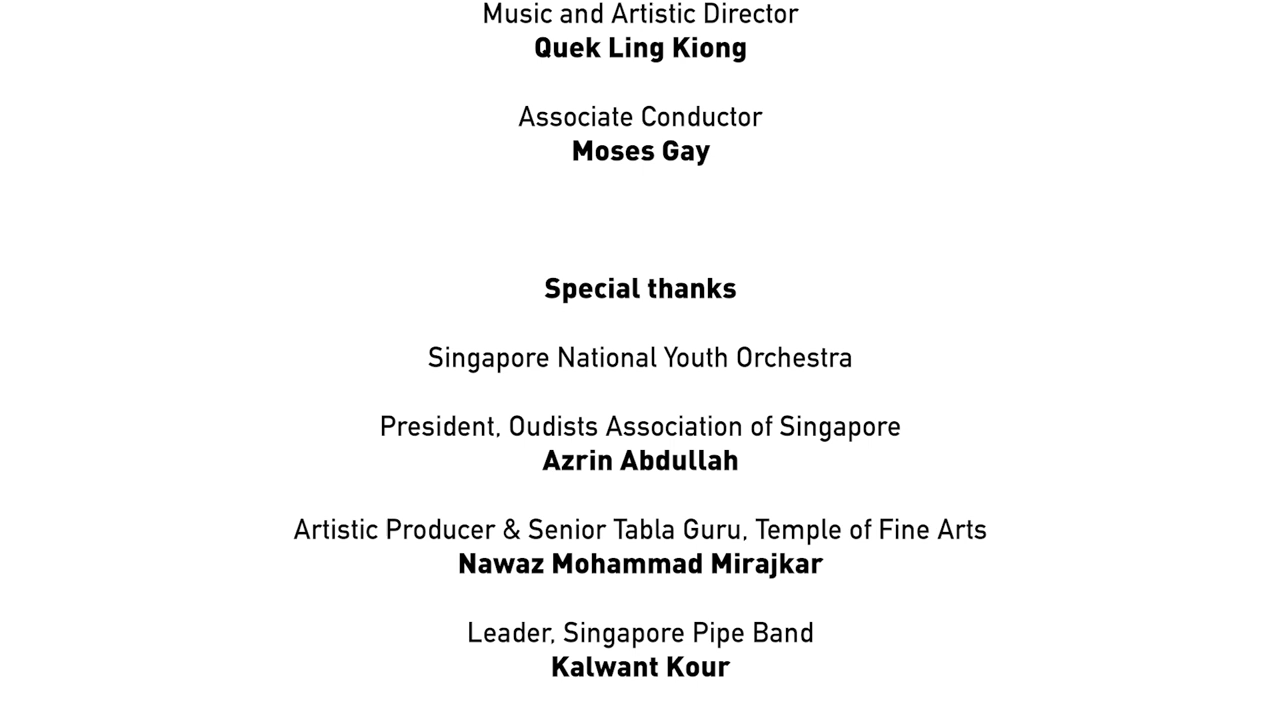 Music and Artistic Director
Quek Ling Kiong
Associate Conductor
Moses Gay
Special thanks
Singapore National Youth Orchestra
President, Oudists Association of Singapore
Azrin Abdullah
Artistic Producer & Senior Tabla Guru, Temple of Fine Arts
Nawaz Mohammad Mirajkar
Leader, Singapore Pipe Band
Kalwant Kour